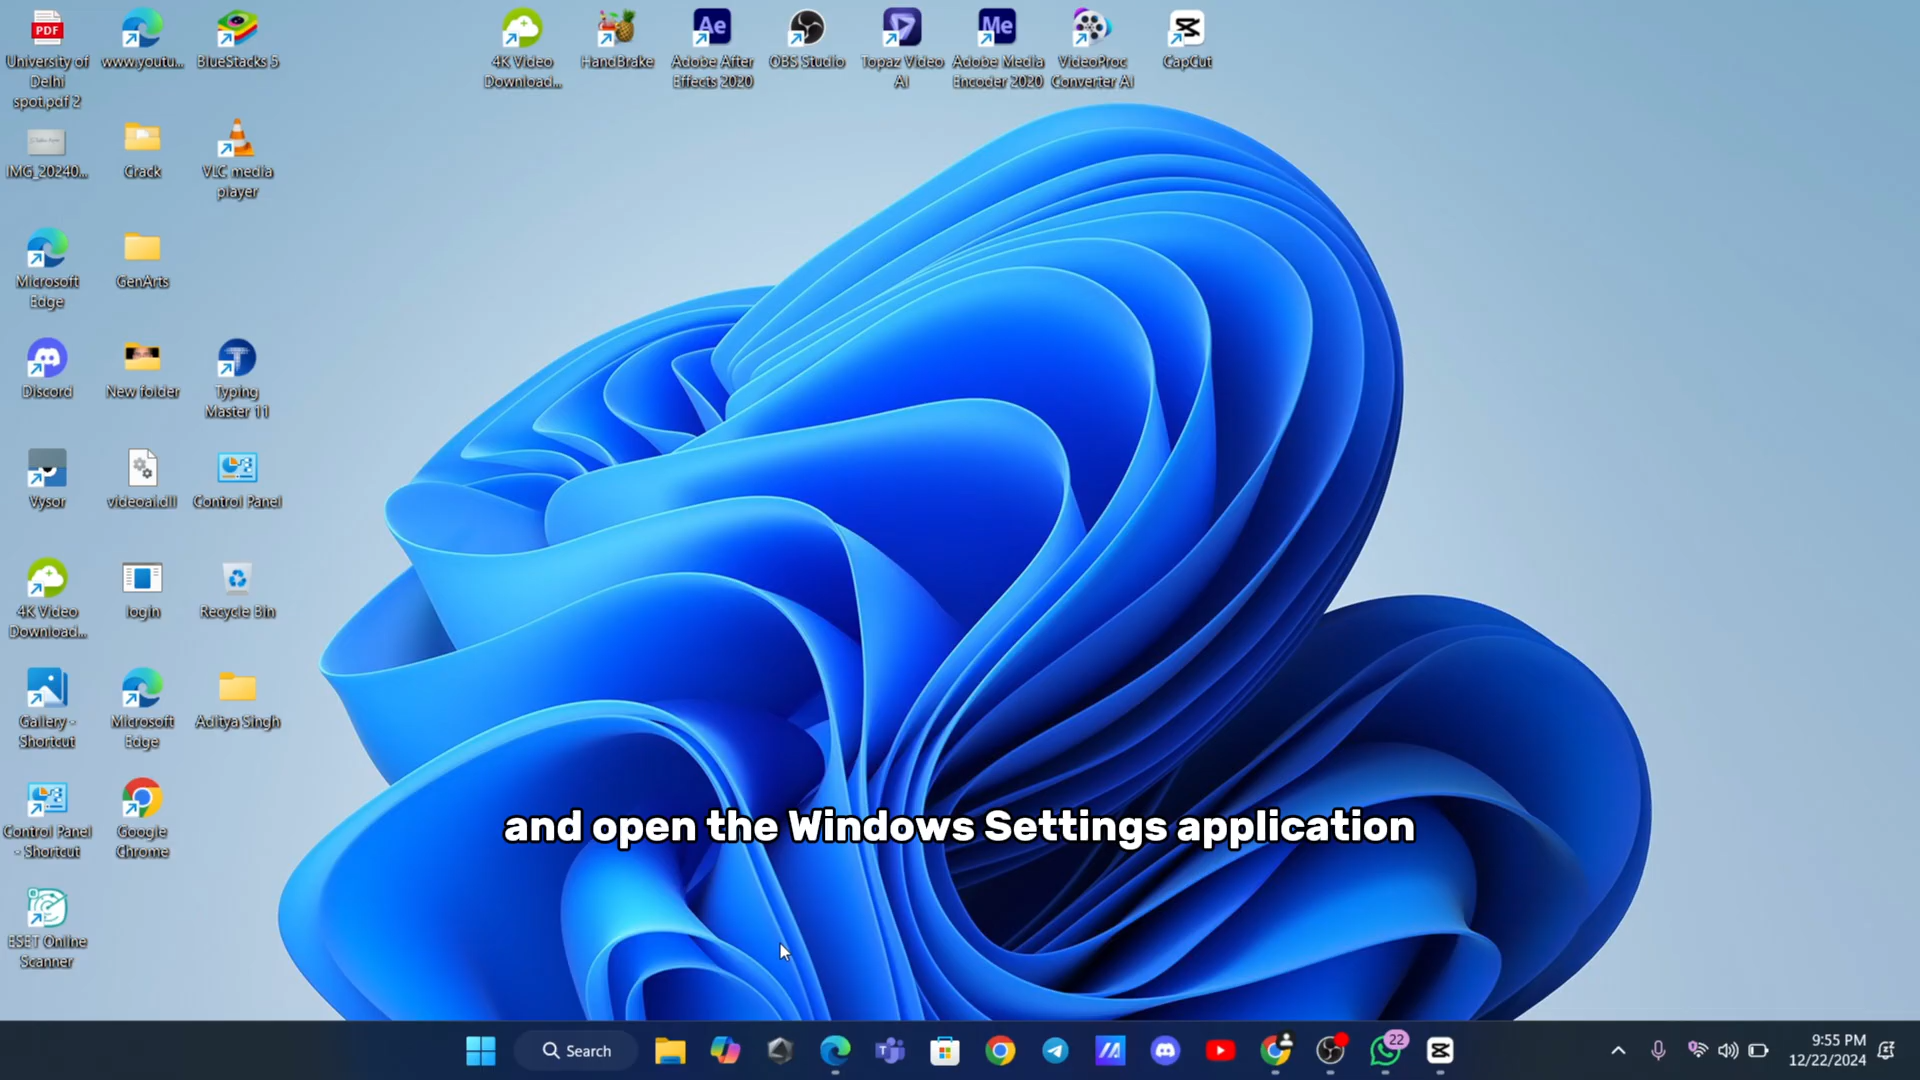 University of
Delhi
spot.pdf 2
www.youtu...
BlueStacks 5
4K Video
Download...
HandBrake
Adobe After
Effects 2020
OBS Studio
Topaz Video
AI
Adobe Media
Encoder 2020
VideoProc
Converter AI
CapCut
PDF
Ae
Me
IMG_20240...
Crack
VLC media
player
Microsoft
Edge
GenArts
Discord
New folder
Typing
Master 11
Vysor
videoai.dll
Control Panel
4K Video
Download...
login
Recycle Bin
Gallery -
Shortcut
Microsoft
Edge
Aditya Singh
Control Panel
- Shortcut
Google
Chrome
and open the Windows Settings application
ESET Online
Scanner
Search
22
9:55 PM
12/22/2024